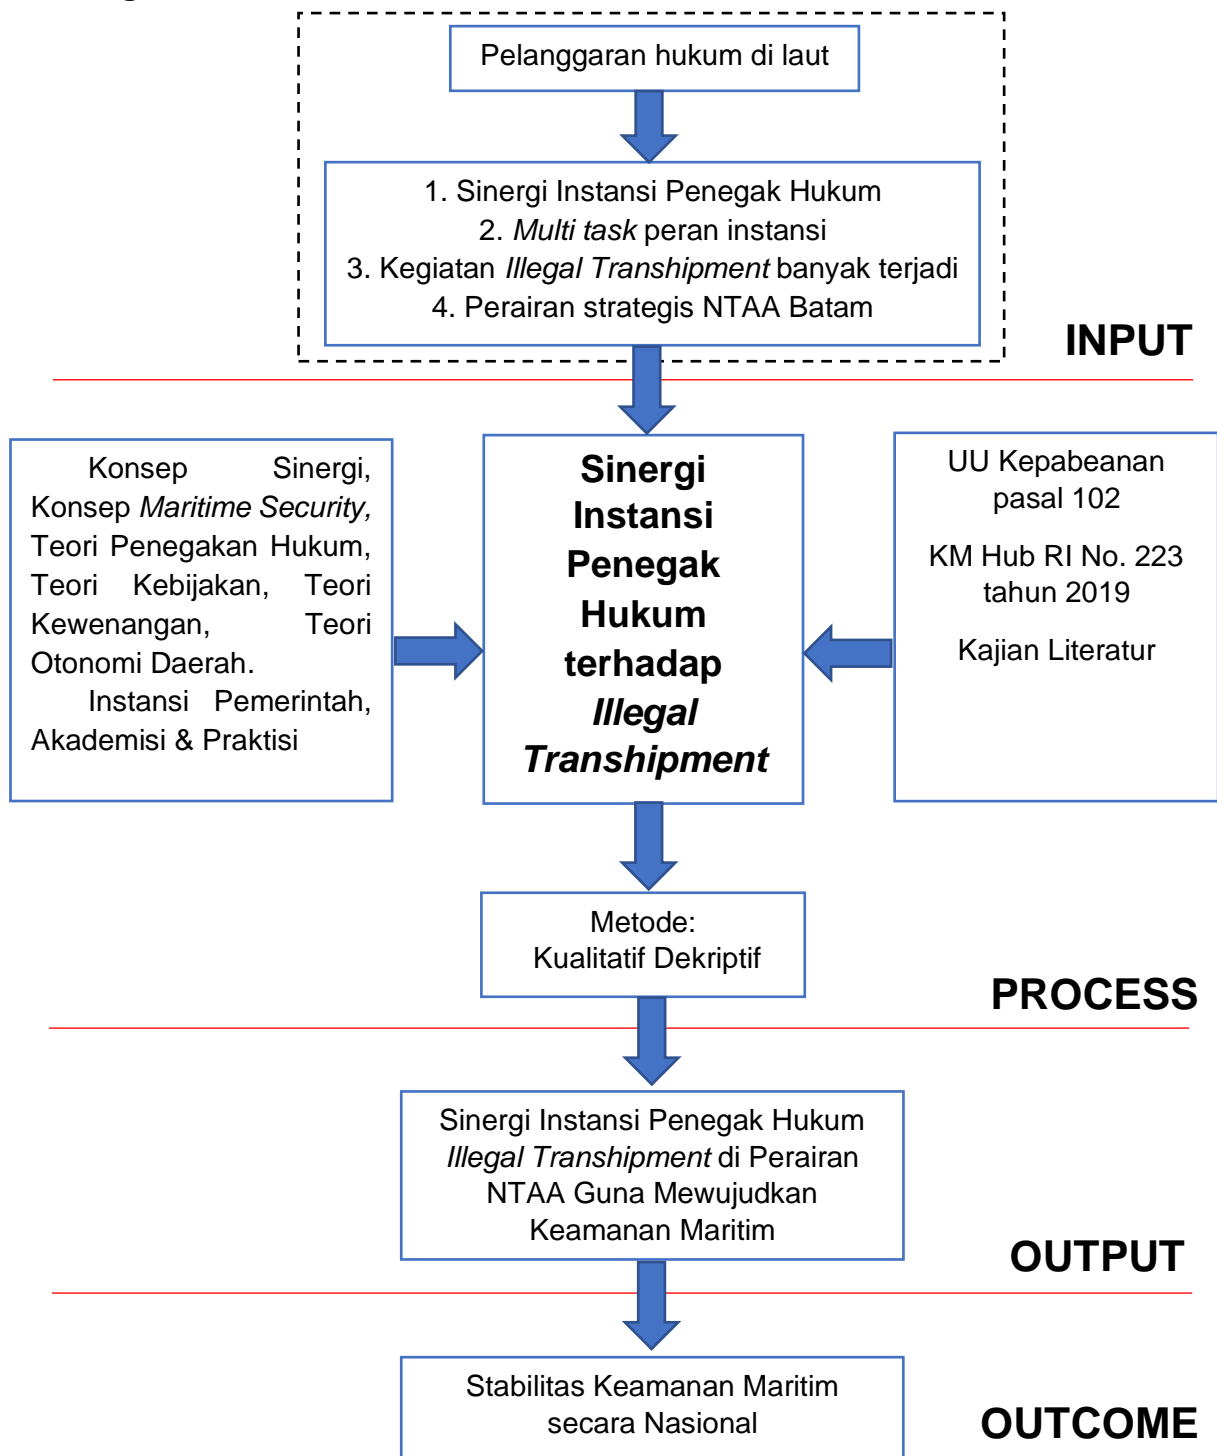 Pelanggaran hukum di laut
1. Sinergi Instansi Penegak Hukum
2. Multi task peran instansi
3. Kegiatan Illegal Transhipment banyak terjadi
4. Perairan strategis NTAA Batam
INPUT
Konsep Sinergi,
Konsep Maritime Security,
Teori Penegakan Hukum,
Teori Kebijakan, Teori
Kewenangan, Teori
Otonomi Daerah.
Instansi Pemerintah,
Akademisi & Praktisi
Sinergi
Instansi
Penegak
Hukum
terhadap
Illegal
Transhipment
UU Kepabeanan
pasal 102
KM Hub RI No. 223
tahun 2019
Kajian Literatur
Metode:
Kualitatif Dekriptif
PROCESS
Sinergi Instansi Penegak Hukum
Illegal Transhipment di Perairan
NTAA Guna Mewujudkan
Keamanan Maritim
OUTPUT
Stabilitas Keamanan Maritim
secara Nasional
OUTCOME